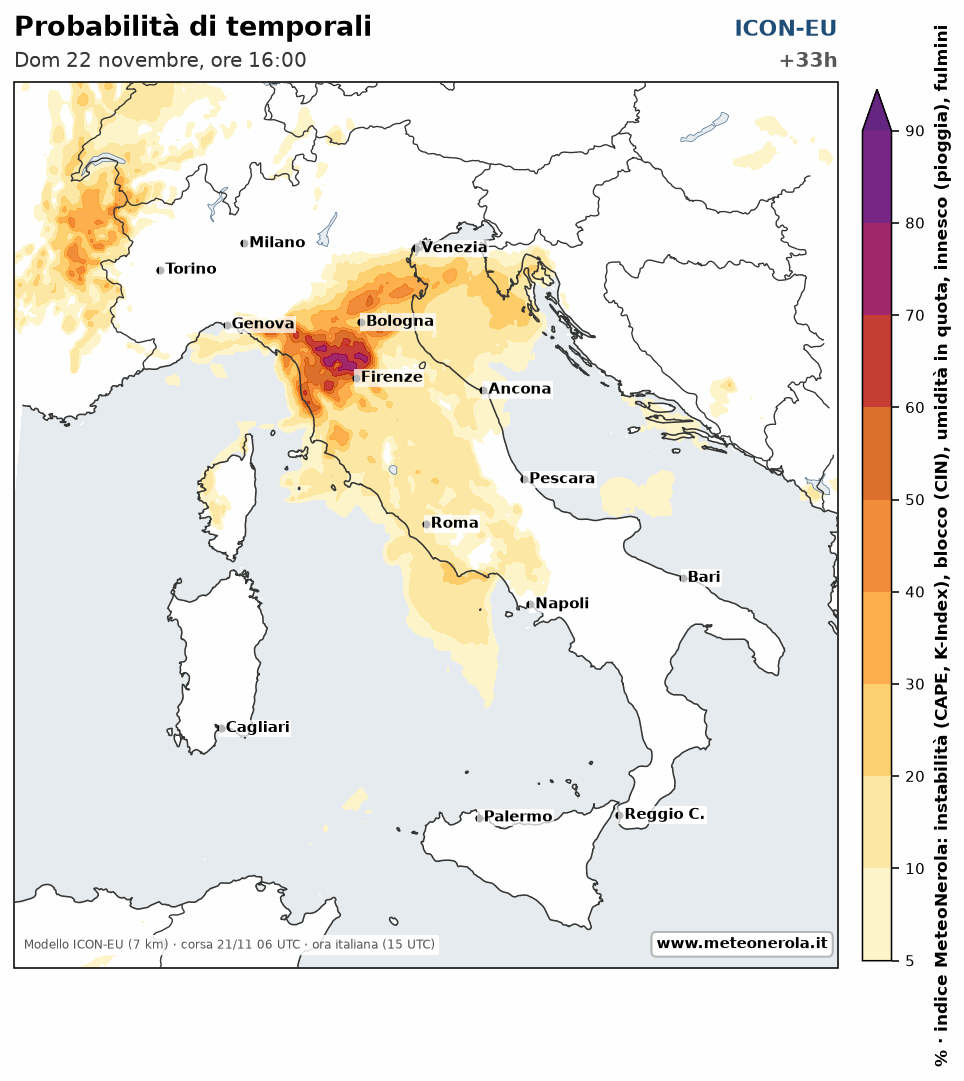 Probabilità di temporali
ICON-EU
Dom 22 novembre, ore 16:00
+33h
Milano
Venezia
Torino
Genova
Bologna
Firenze
Ancona
Pescara
Roma
Bari
Napoli
Cagliari
Palermo
Reggio C.
Modello ICON-EU (7 km) · corsa 21/11 06 UTC · ora italiana (15 UTC)
www.meteonerola.it
90
80
70
60
50
40
30
20
10
5
% · indice MeteoNerola: instabilità (CAPE, K-Index), blocco (CIN), umidità in quota, innesco (pioggia), fulmini